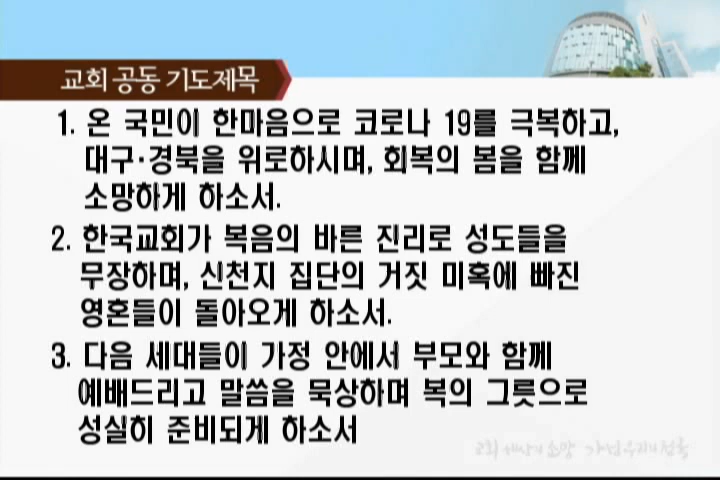 교회 공동 기도제목
1. 온 국민이 한마음으로 코로나 19를 극복하고,
대구·경북을 위로하시며, 회복의 봄을 함께
소망하게 하소서.
2. 한국교회가 복음의 바른 진리로 성도들을
무장하며, 신천지 집단의 거짓 미혹에 빠진
영혼들이 돌아오게 하소서.
3. 다음 세대들이 가정 안에서 부모와 함께
예배드리고 말씀을 묵상하며 복의 그릇으로
성실히 준비되게 하소서